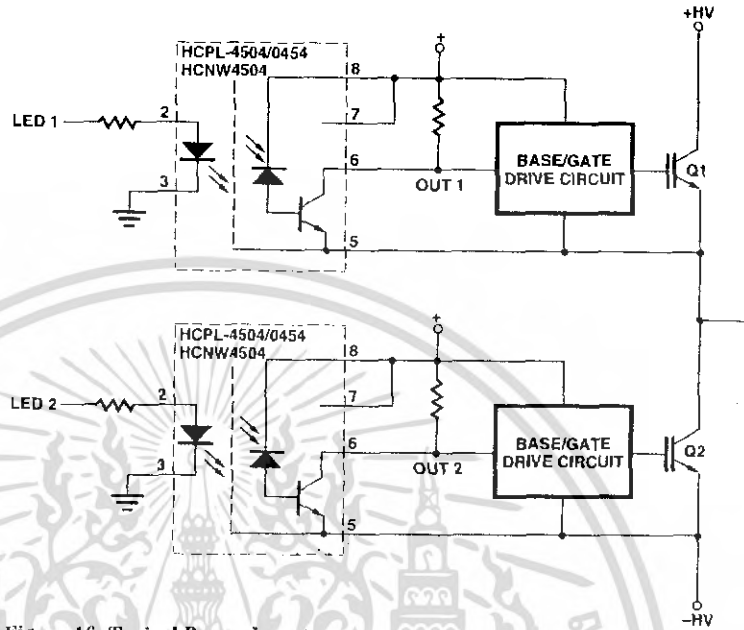 +HV
HCPL-4504/0454
HCNW4504
8
+
LED 1
2
7
6
3
OUT 1
BASE/GATE
DRIVE CIRCUIT
Q1
5
HCPL-4504/0454
HCNW4504
8
+
LED 2
2
7
6
3
OUT 2
BASE/GATE
DRIVE CIRCUIT
Q2
5
-HV